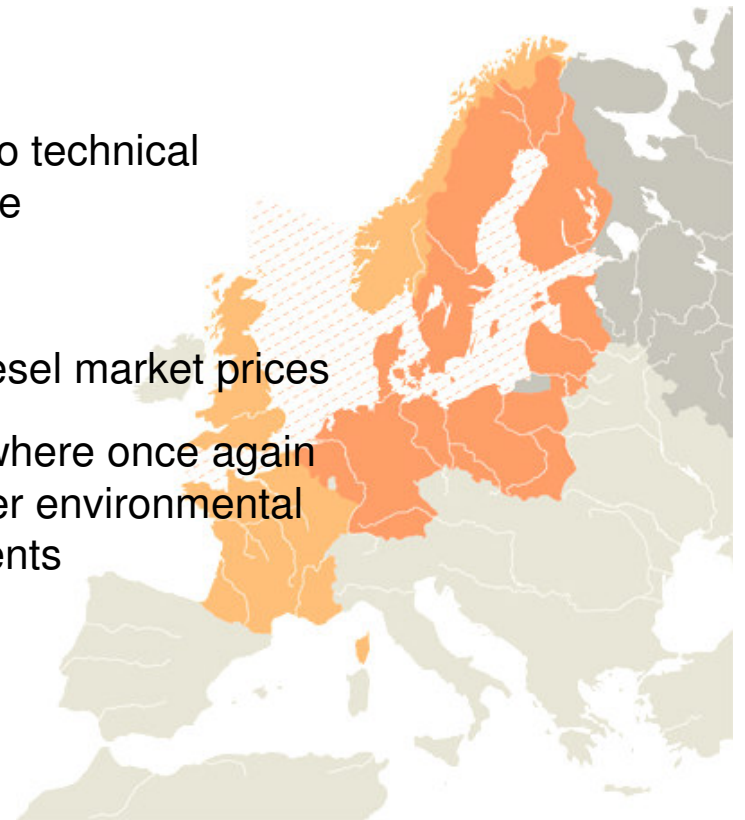 o technical
e
esel market prices
where once again
er environmental
ents